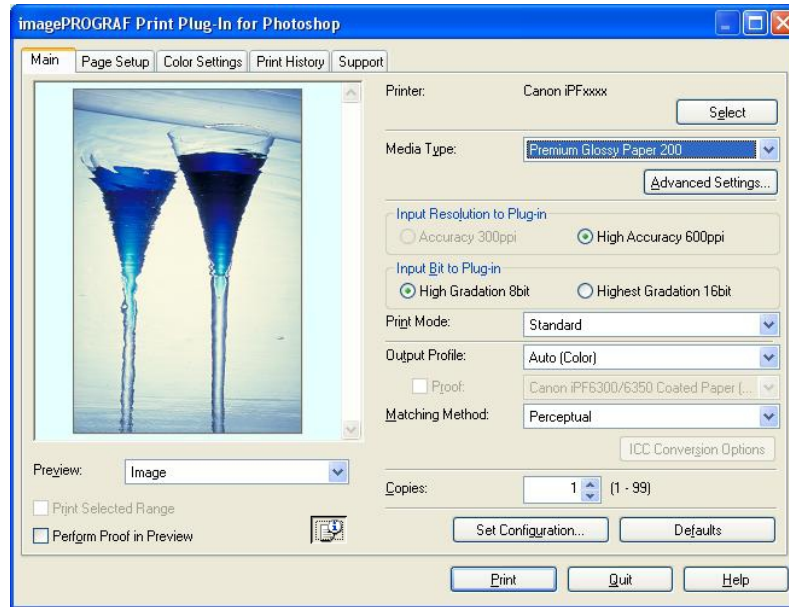 imagePROGRAF Print Plug-In for Photoshop
Main Page Setup Color Settings Print History Support
Printer: Canon iPFxxxx
Select
Media Type: Premium Glossy Paper 200
Advanced Settings...
Input Resolution to Plug-in
Accuracy 300ppi High Accuracy 600ppi
Input Bit to Plug-in
High Gradation 8bit Highest Gradation 16bit
Print Mode: Standard
Output Profile: Auto (Color)
Proof: Canon iPF6300/6350 Coated Paper (...
Matching Method: Perceptual
ICC Conversion Options
Preview: Image
Copies: 1 (1 - 99)
Print Selected Range
Perform Proof in Preview
Set Configuration... Defaults
Print Quit Help